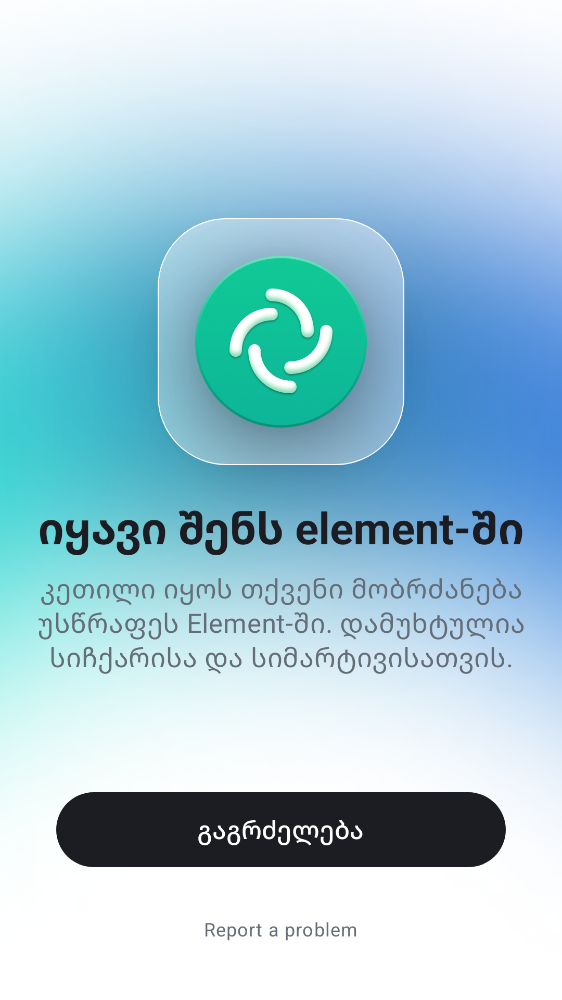 იყავი შენს element-ში
კეთილი იყოს თქვენი მობრძანება
უსწრაფეს Element-ში. დამუხტულია
სიჩქარისა და სიმარტივისათვის.
გაგრძელება
Report a problem